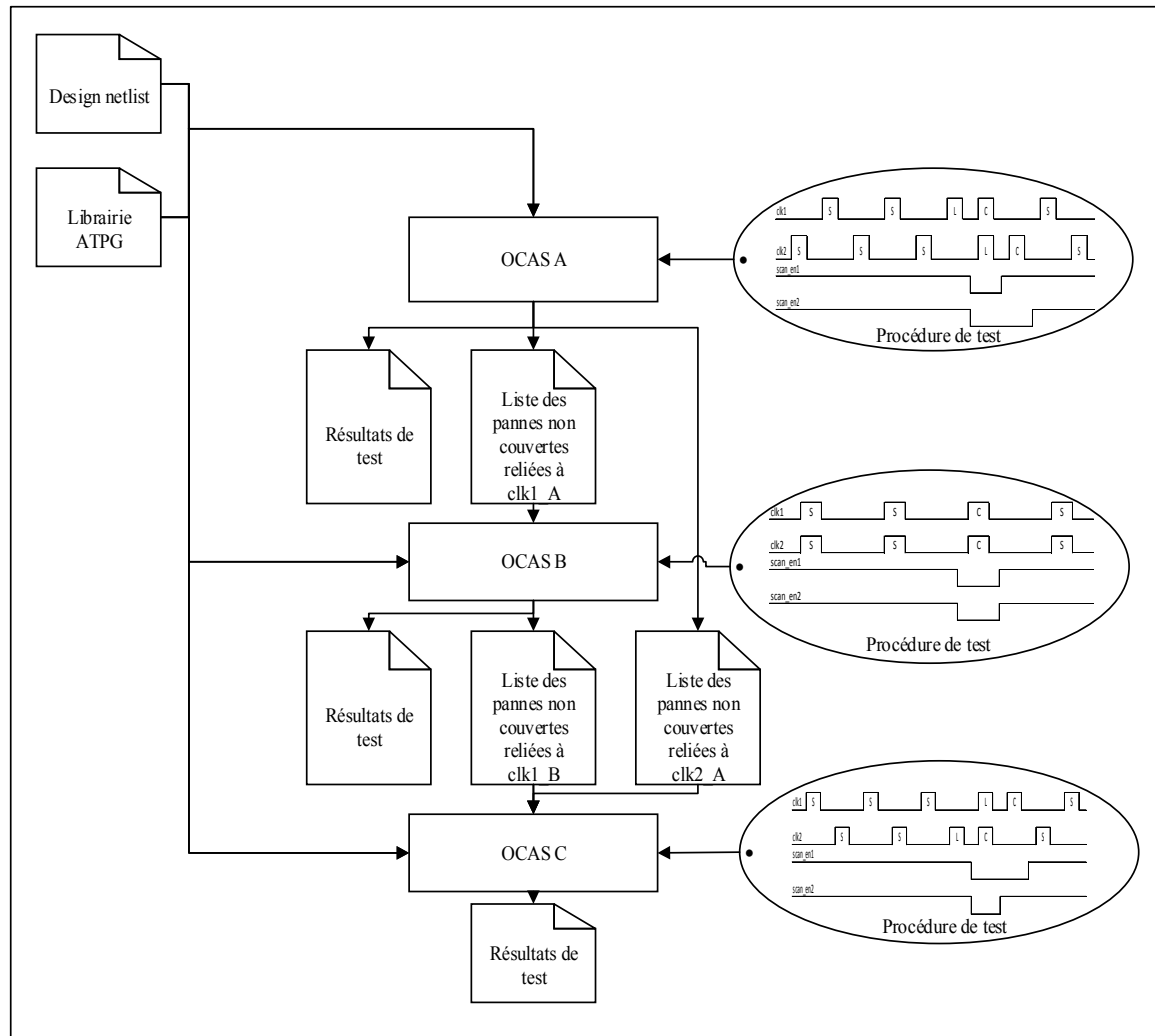 Design netlist
Librairie
ATPG
OCAS A
clk1 S S L C S
clk2 S S S L C S
scan_en1
scan_en2
Procédure de test
Résultats de
test
Liste des
pannes non
couvertes
reliées à
clk1_A
OCAS B
clk1 S S C S
clk2 S S C S
scan_en1
scan_en2
Procédure de test
Résultats de
test
Liste des
pannes non
couvertes
reliées à
clk1_B
Liste des
pannes non
couvertes
reliées à
clk2_A
OCAS C
clk1 S S S L C S
clk2 S S L C S
scan_en1
scan_en2
Procédure de test
Résultats de
test